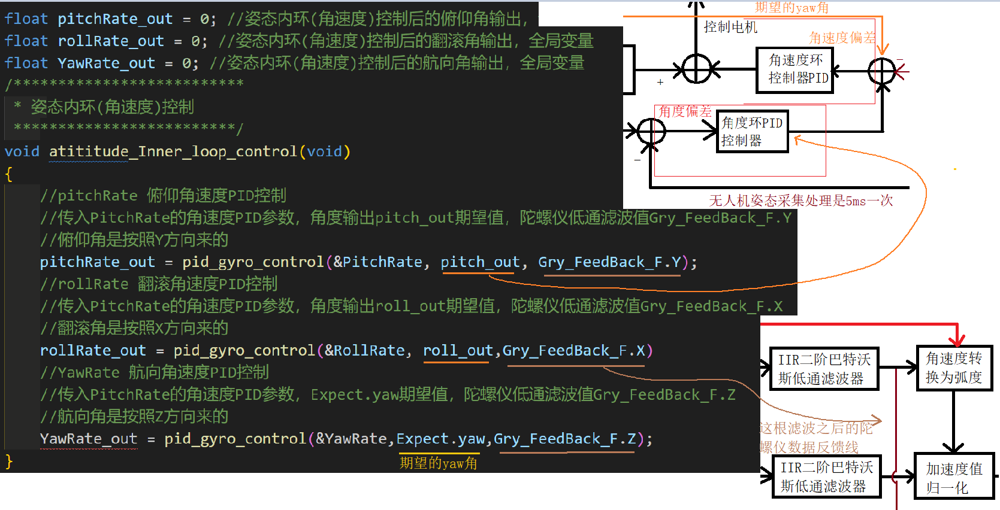 float pitchRate_out = 0; //姿态内环(角速度)控制后的俯仰角输出，
float rollRate_out = 0; //姿态内环(角速度)控制后的翻滚角输出，全局变量
float YawRate_out = 0; //姿态内环(角速度)控制后的航向角输出，全局变量
/**************************
* 姿态内环(角速度)控制
*************************/
void atititude_Inner_loop_control(void)
{
//pitchRate 俯仰角速度PID控制
//传入PitchRate的角速度PID参数，角度输出pitch_out期望值，陀螺仪低通滤波值Gry_FeedBack_F.Y
//俯仰角是按照Y方向来的
pitchRate_out = pid_gyro_control(&PitchRate, pitch_out, Gry_FeedBack_F.Y);
//rollRate 翻滚角速度PID控制
//传入PitchRate的角速度PID参数，角度输出roll_out期望值，陀螺仪低通滤波值Gry_FeedBack_F.X
//翻滚角是按照X方向来的
rollRate_out = pid_gyro_control(&RollRate, roll_out,Gry_FeedBack_F.X)
//YawRate 航向角速度PID控制
//传入PitchRate的角速度PID参数，Expect.yaw期望值，陀螺仪低通滤波值Gry_FeedBack_F.Z
//航向角是按照Z方向来的
YawRate_out = pid_gyro_control(&YawRate,Expect.yaw,Gry_FeedBack_F.Z);
}
期望的yaw角
期望的yaw角
控制电机
角速度偏差
角速度环
控制器PID
+
−
角度偏差
角度环PID
控制器
−
无人机姿态采集处理是5ms一次
IIR二阶巴特沃
斯低通滤波器
角速度转
换为弧度
这根滤波之后的陀
螺仪数据反馈线
IIR二阶巴特沃
斯低通滤波器
加速度值
归一化